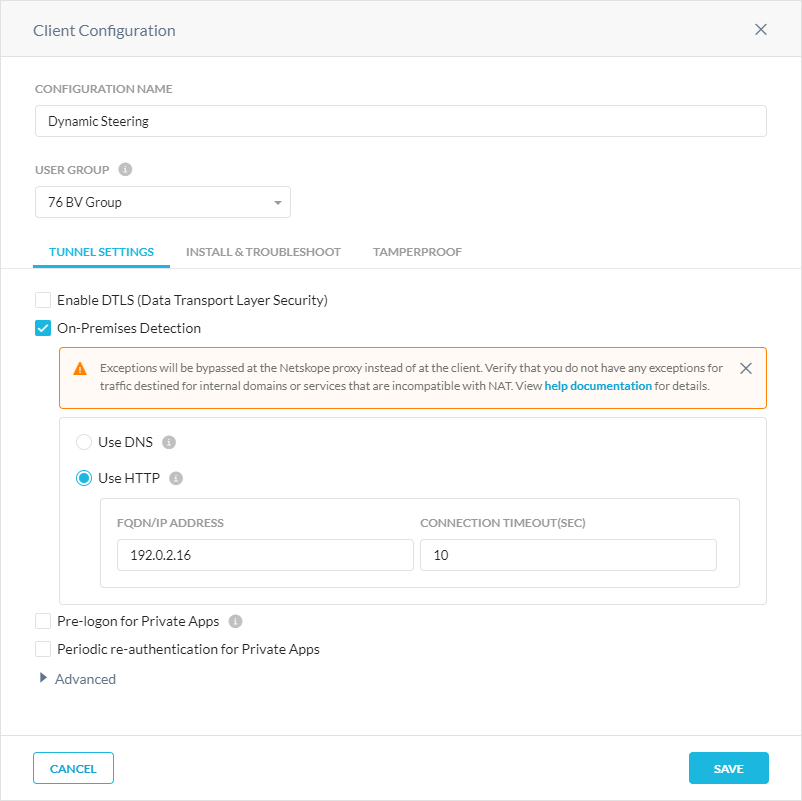 Client Configuration
CONFIGURATION NAME
Dynamic Steering
USER GROUP
76 BV Group
TUNNEL SETTINGS INSTALL & TROUBLESHOOT TAMPERPROOF
Enable DTLS (Data Transport Layer Security)
On-Premises Detection
Exceptions will be bypassed at the Netskope proxy instead of at the client. Verify that you do not have any exceptions for
traffic destined for internal domains or services that are incompatible with NAT. View help documentation for details.
Use DNS
Use HTTP
FQDN/IP ADDRESS CONNECTION TIMEOUT(SEC)
192.0.2.16 10
Pre-logon for Private Apps
Periodic re-authentication for Private Apps
Advanced
CANCEL SAVE